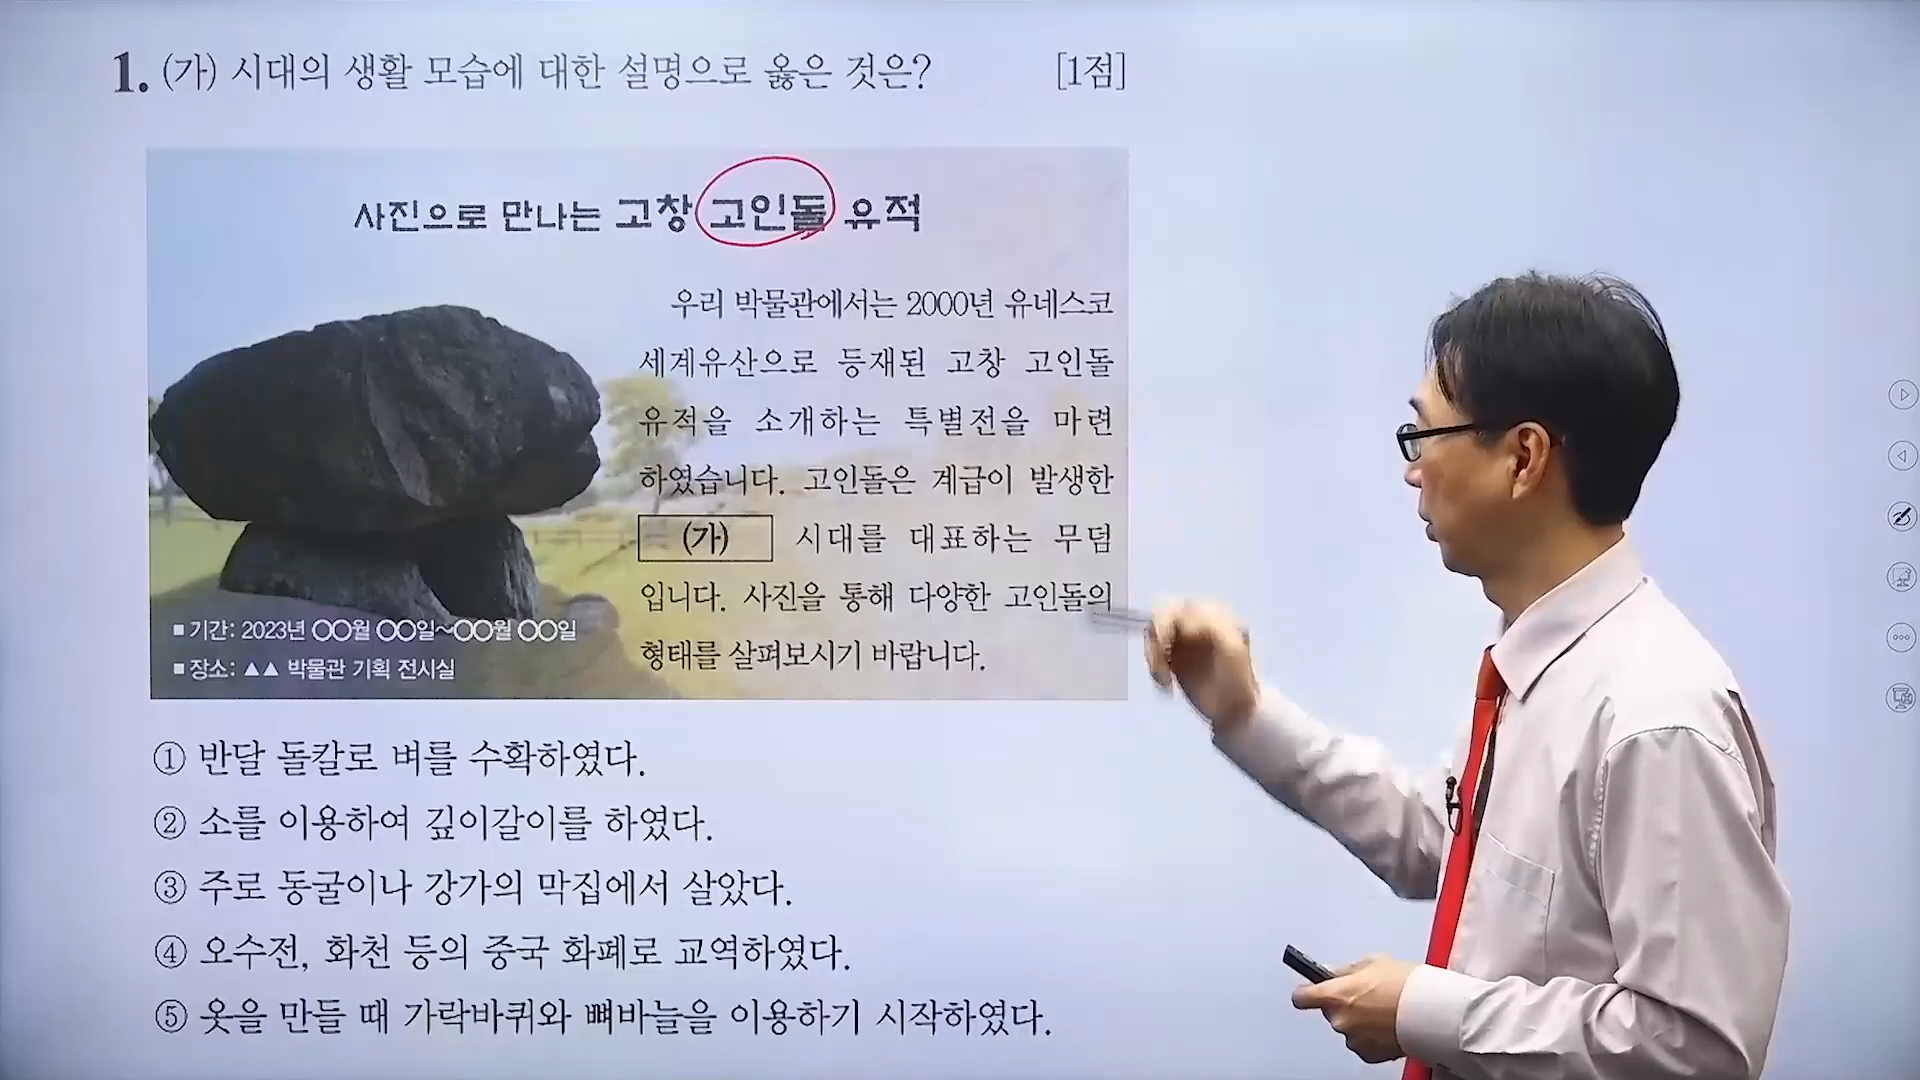 1. (가) 시대의 생활 모습에 대한 설명으로 옳은 것은? [1점]
사진으로 만나는 고창 고인돌 유적
우리 박물관에서는 2000년 유네스코
세계유산으로 등재된 고창 고인돌
유적을 소개하는 특별전을 마련
하였습니다. 고인돌은 계급이 발생한
(가) 시대를 대표하는 무덤
입니다. 사진을 통해 다양한 고인돌의
형태를 살펴보시기 바랍니다.
■ 기간: 2023년 ○○월 ○○일~○○월 ○○일
■ 장소: ▲▲ 박물관 기획 전시실
① 반달 돌칼로 벼를 수확하였다.
② 소를 이용하여 깊이갈이를 하였다.
③ 주로 동굴이나 강가의 막집에서 살았다.
④ 오수전, 화천 등의 중국 화폐로 교역하였다.
⑤ 옷을 만들 때 가락바퀴와 뼈바늘을 이용하기 시작하였다.